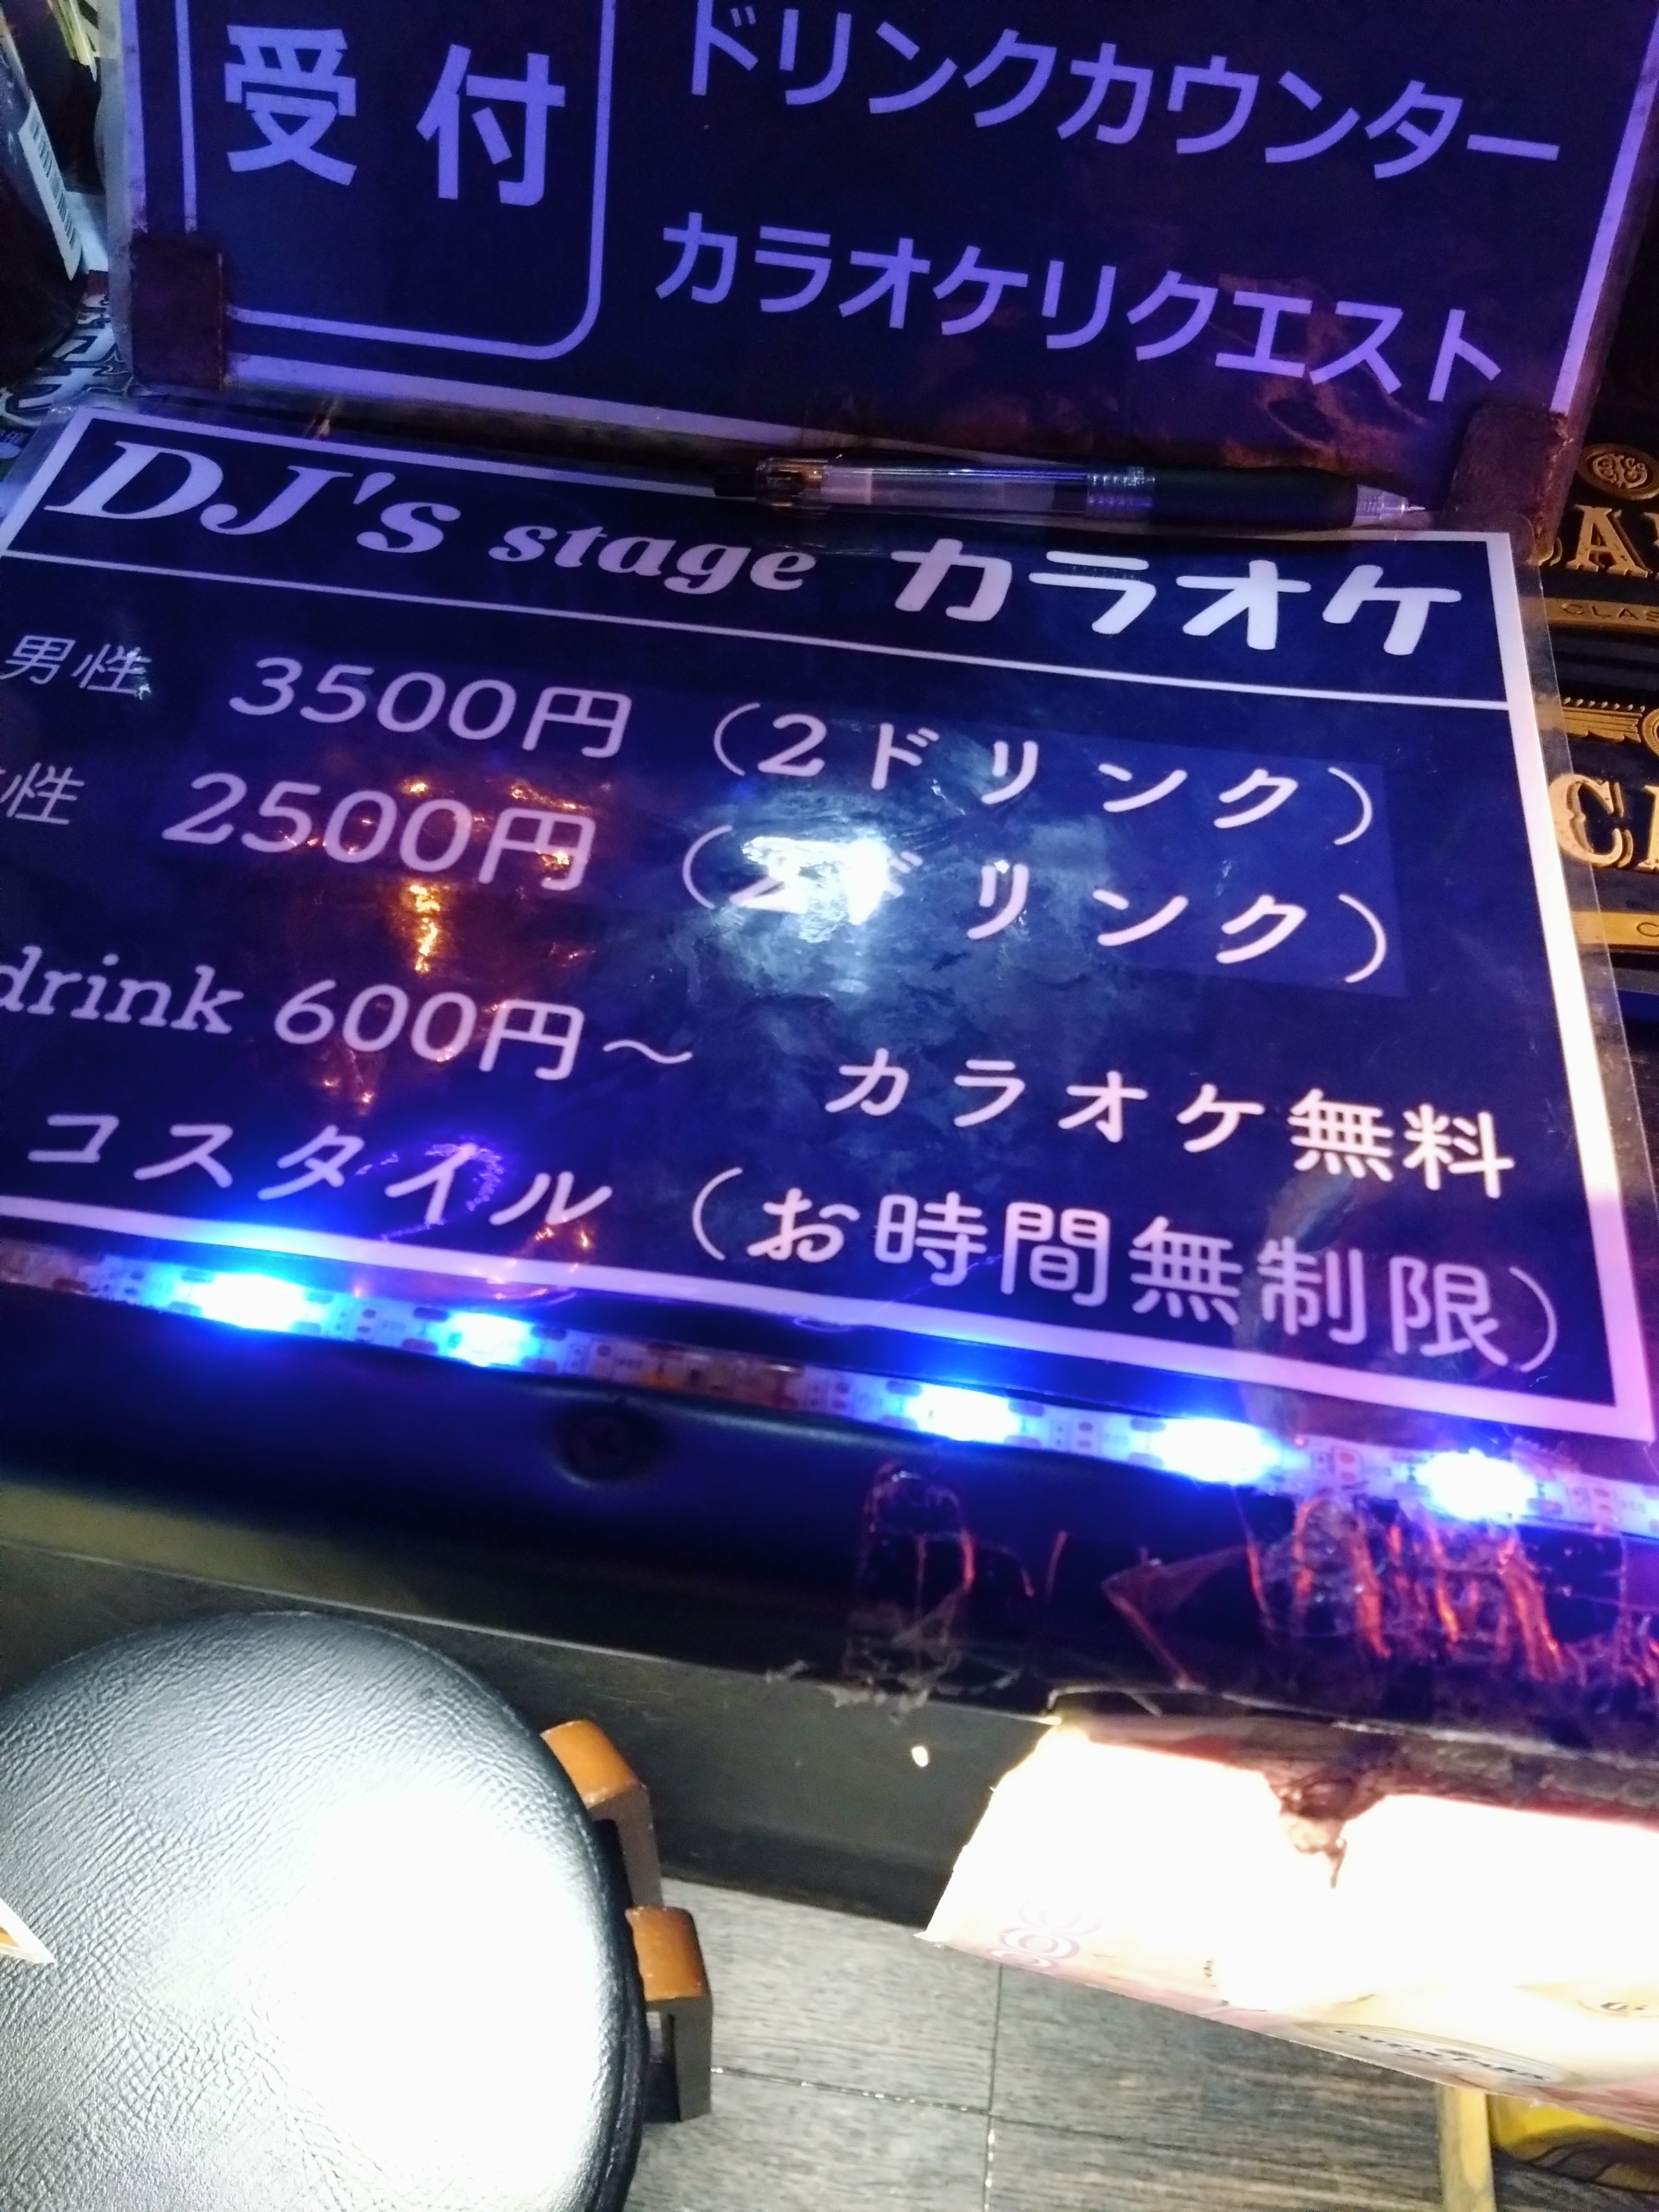 受付
ドリンクカウンター
カラオケリクエスト
DJ's stage カラオケ
男性 3500円 (2ドリンク)
性 2500円 (2ドリンク)
drink 600円～ カラオケ無料
コスタイル (お時間無制限)